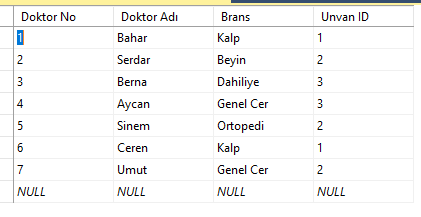 Doktor No Doktor Adı Brans Unvan ID
1 Bahar Kalp 1
2 Serdar Beyin 2
3 Berna Dahiliye 3
4 Aycan Genel Cer 3
5 Sinem Ortopedi 2
6 Ceren Kalp 1
7 Umut Genel Cer 2
NULL NULL NULL NULL